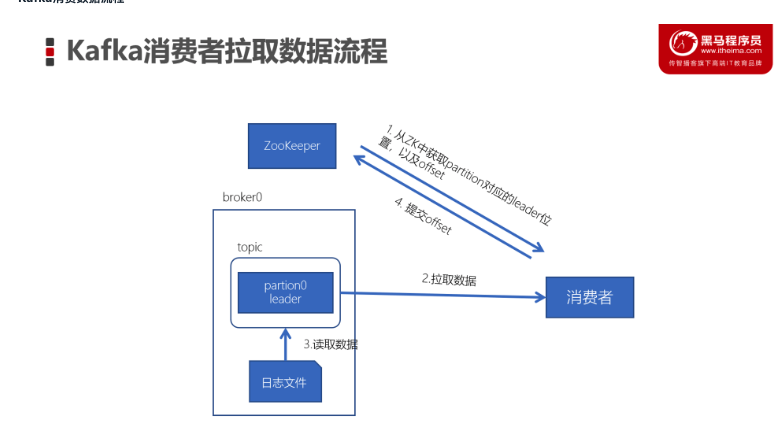 Kafka消费数据流程
Kafka消费者拉取数据流程
黑马程序员
www.itheima.com
传智播客旗下高端IT教育品牌
ZooKeeper
1. 从ZK中获取partition对应的leader位
置，以及offset
4. 提交offset
broker0
topic
partion0
leader
2.拉取数据
消费者
3.读取数据
日志文件